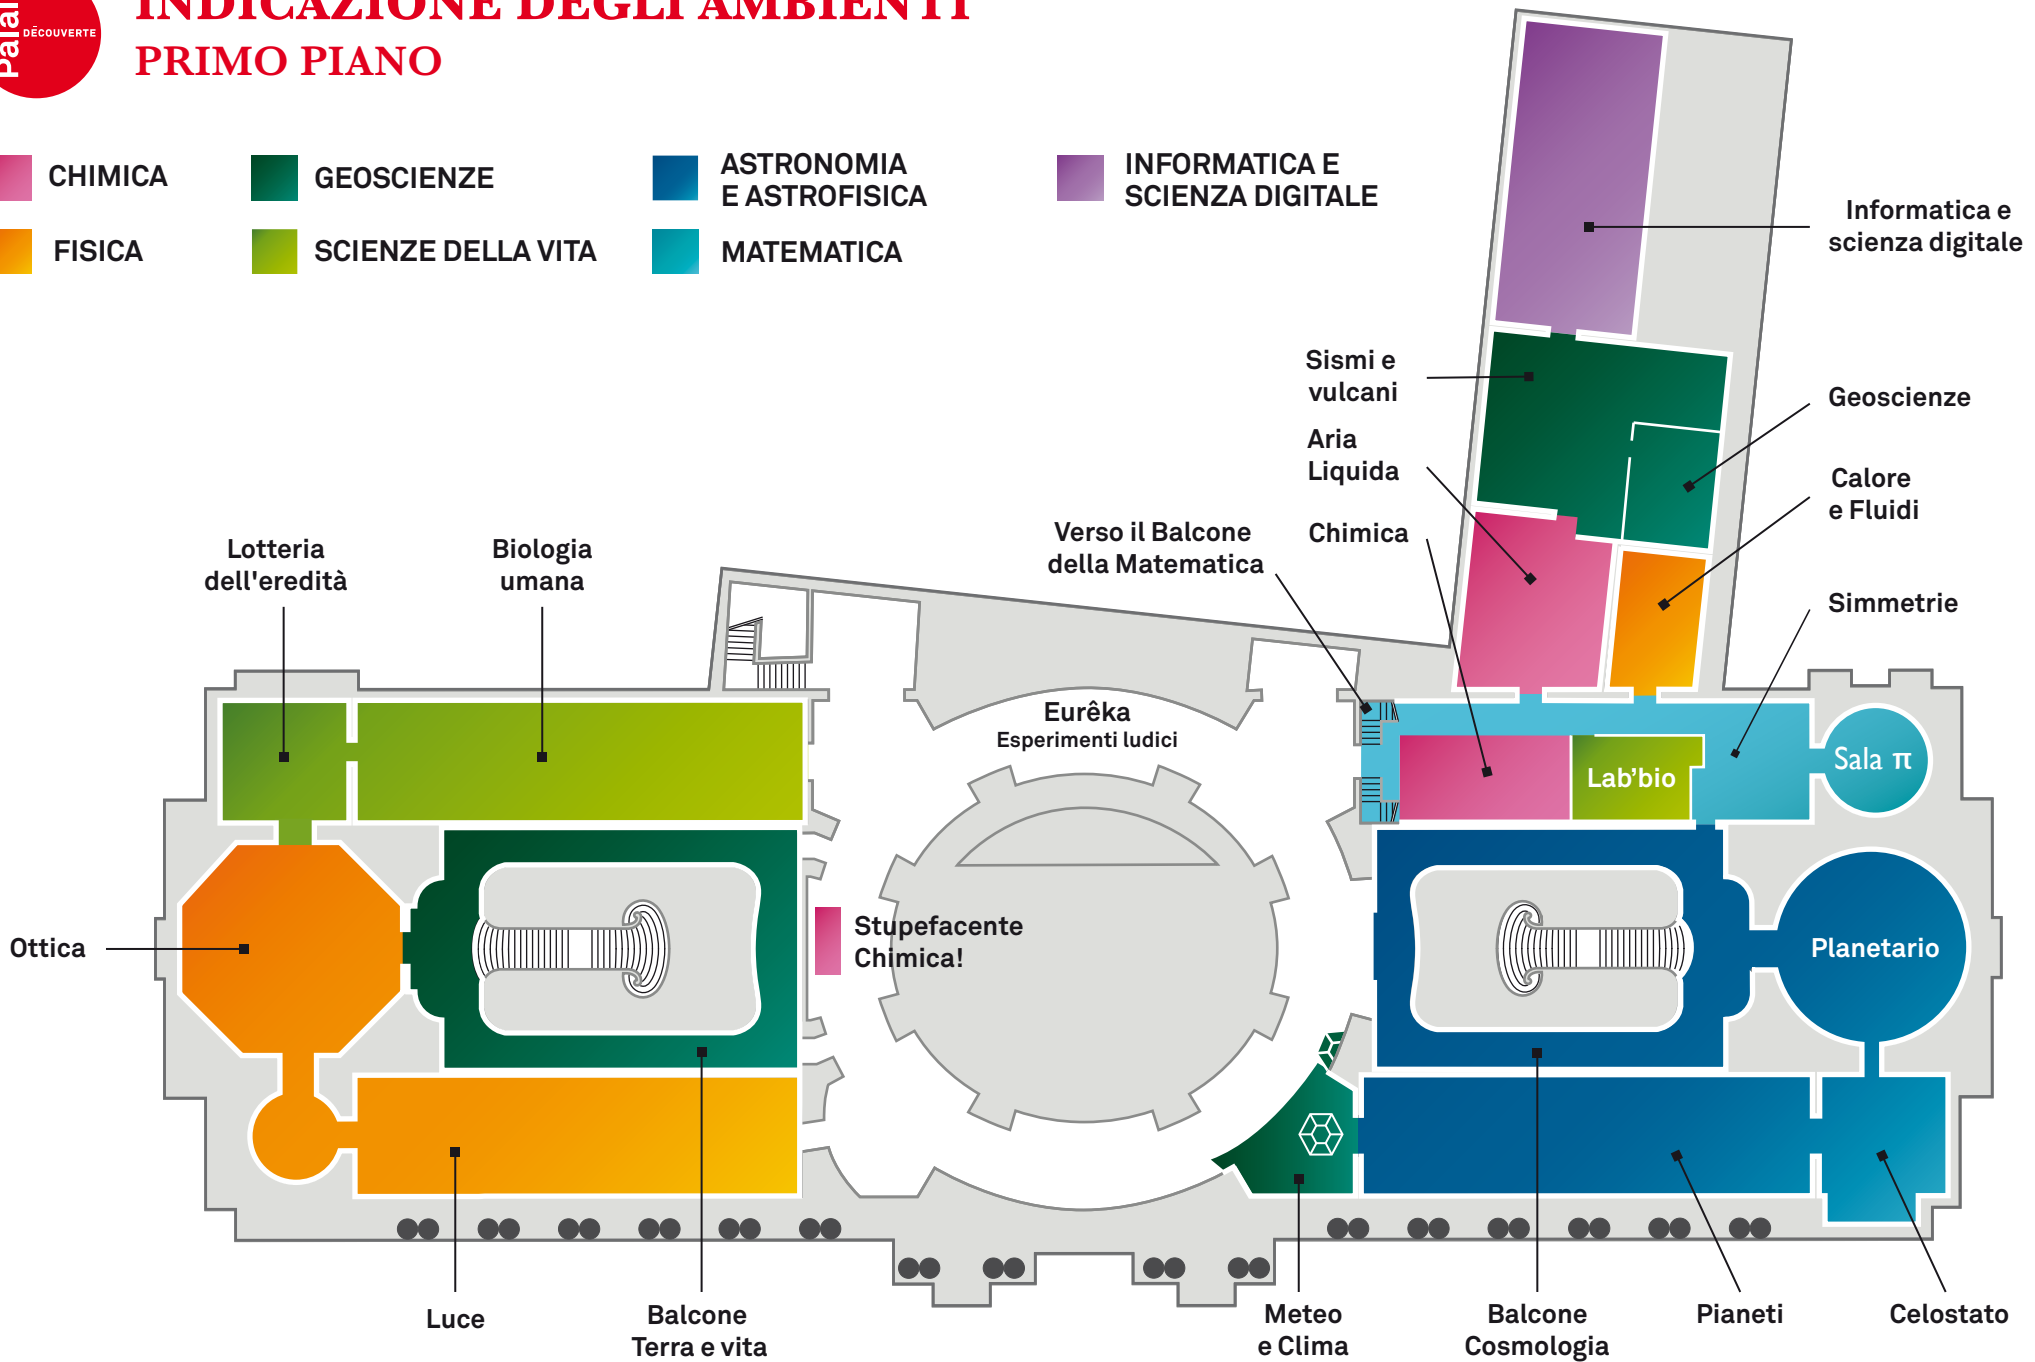 Palai
DÉCOUVERTE
INDICAZIONE DEGLI AMBIENTI
PRIMO PIANO
CHIMICA
GEOSCIENZE
ASTRONOMIA
E ASTROFISICA
INFORMATICA E
SCIENZA DIGITALE
FISICA
SCIENZE DELLA VITA
MATEMATICA
Informatica e
scienza digitale
Sismi e
vulcani
Geoscienze
Aria
Liquida
Calore
e Fluidi
Verso il Balcone
della Matematica
Chimica
Lotteria
dell'eredità
Biologia
umana
Simmetrie
Eurêka
Esperimenti ludici
Lab'bio
Sala π
Ottica
Stupefacente
Chimica!
Planetario
Luce
Balcone
Terra e vita
Meteo
e Clima
Balcone
Cosmologia
Pianeti
Celostato